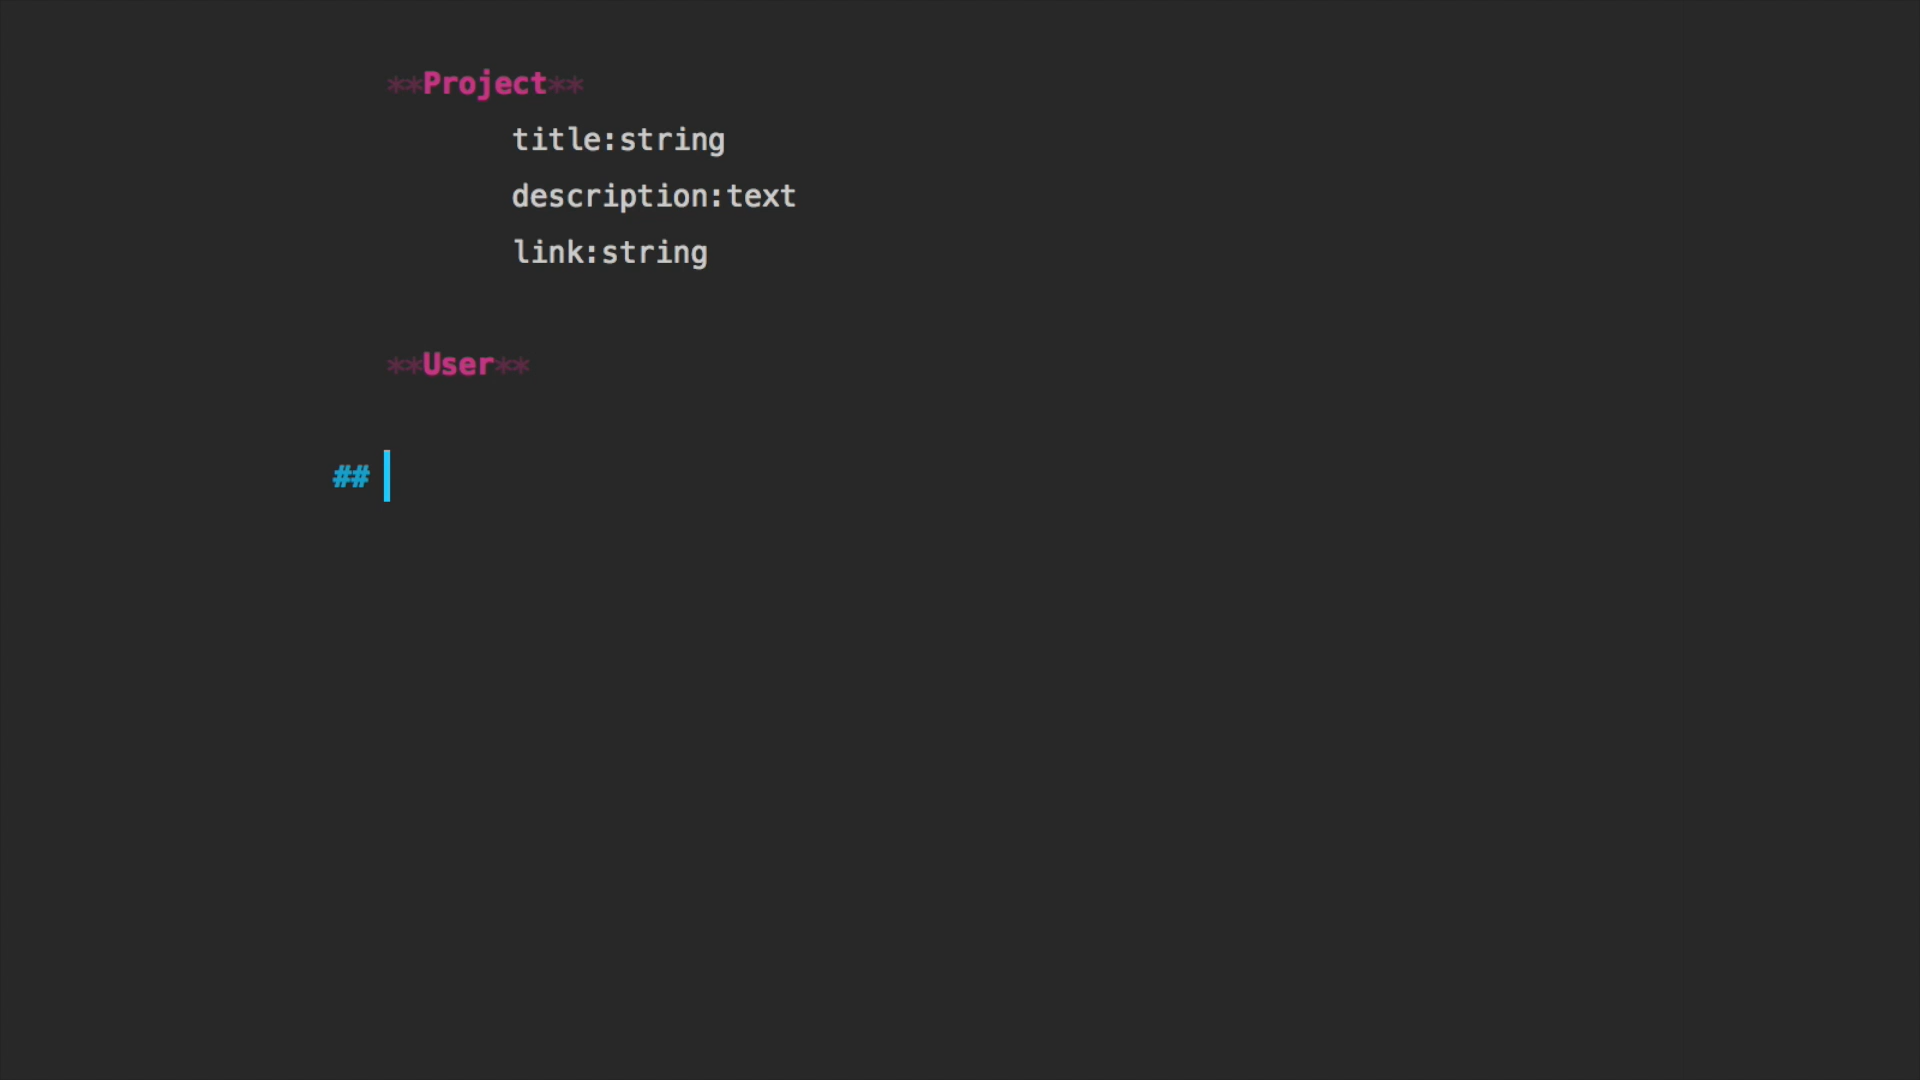 **Project**
title:string
description:text
link:string
**User**
##